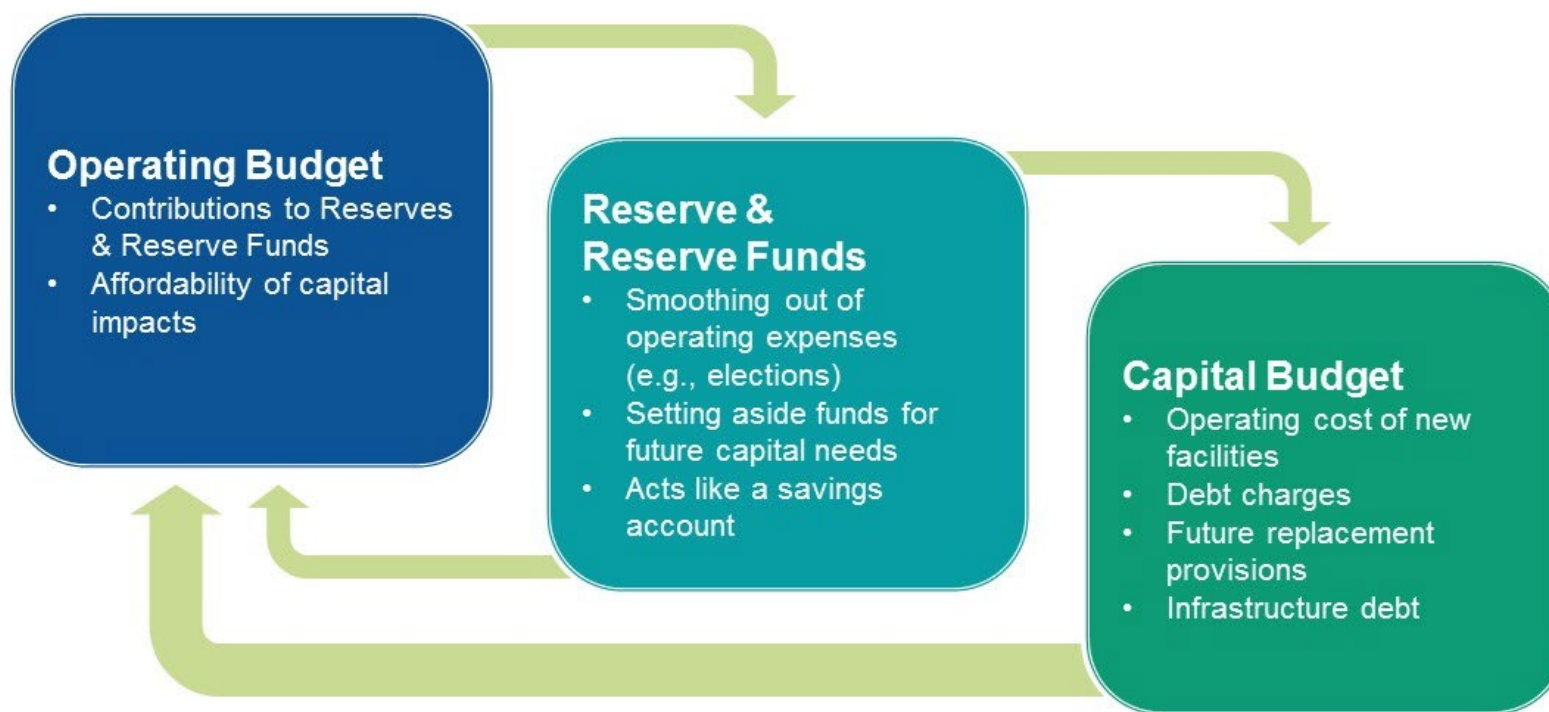 Operating Budget
• Contributions to Reserves
& Reserve Funds
• Affordability of capital
impacts
Reserve &
Reserve Funds
• Smoothing out of
operating expenses
(e.g., elections)
• Setting aside funds for
future capital needs
• Acts like a savings
account
Capital Budget
• Operating cost of new
facilities
• Debt charges
• Future replacement
provisions
• Infrastructure debt